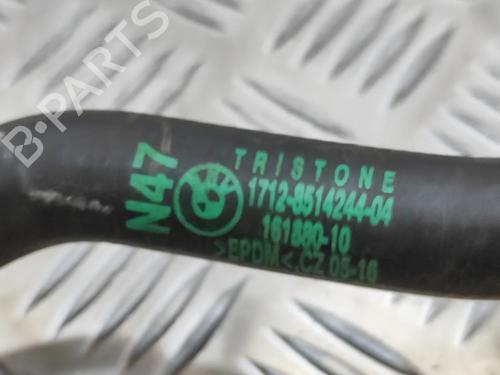 B-PARTS
N47
TRISTONE
1712-8514244-04
161880-10
>EPDM<,CZ 05-16